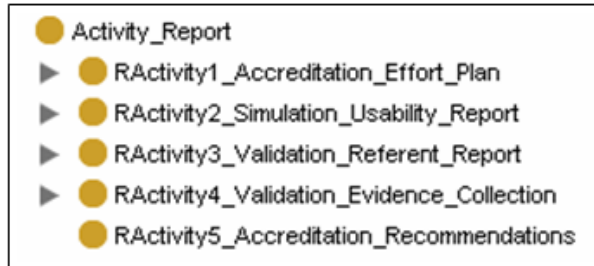 Activity_Report
RActivity1_Accreditation_Effort_Plan
RActivity2_Simulation_Usability_Report
RActivity3_Validation_Referent_Report
RActivity4_Validation_Evidence_Collection
RActivity5_Accreditation_Recommendations